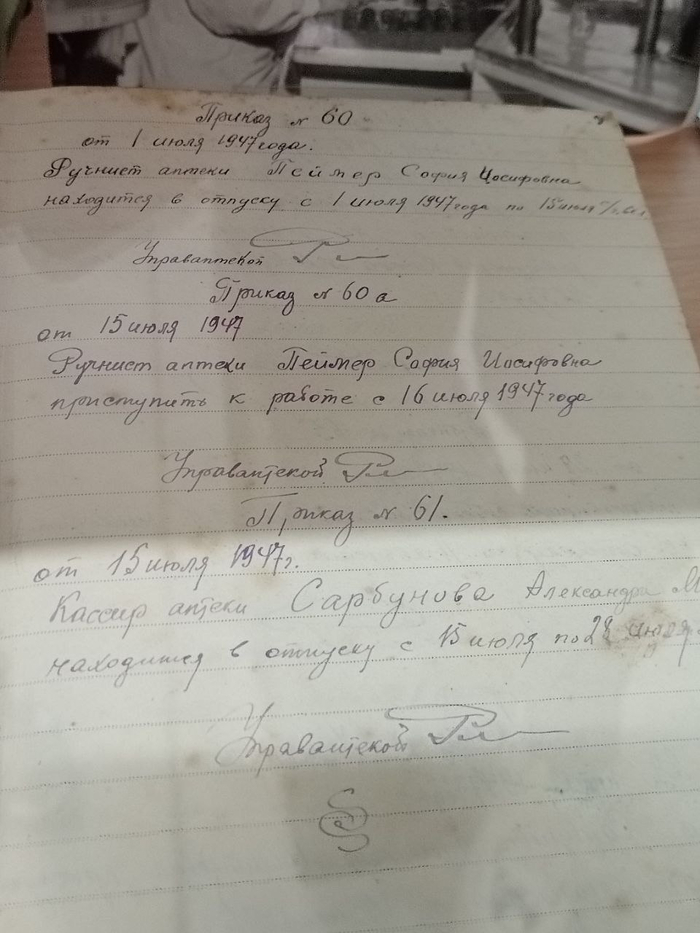 Приказ № 60
от 1 июля 1947 года.
Ручнист аптеки Пеймер София Иосифовна
находится в отпуску с 1 июля 1947 года по 15 июля
Управаптекой
Приказ № 60 а
от 15 июля 1947
Ручнист аптеки Пеймер София Иосифовна
приступить к работе с 16 июля 1947 года
Управаптекой
Приказ № 61.
от 15 июля 1947 г.
Кассир аптеки Сарбунова Александра М
находится в отпуску с 15 июля по 28 июля
Управаптекой